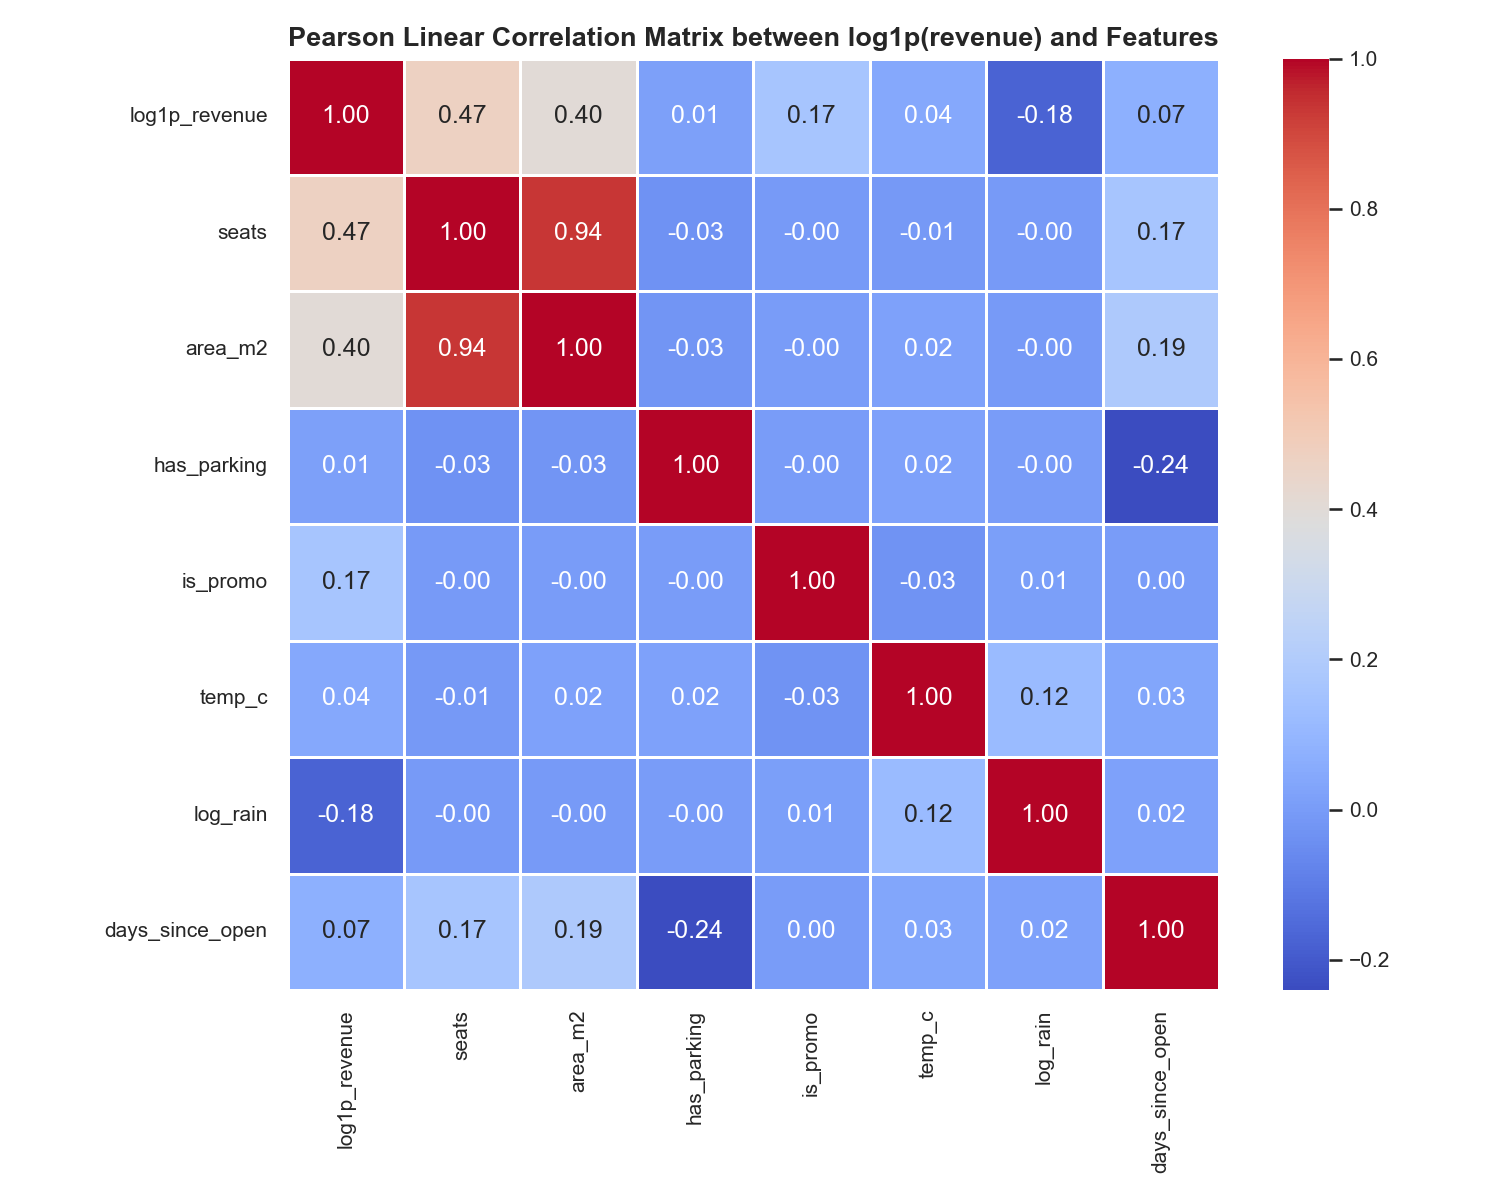 Pearson Linear Correlation Matrix between log1p(revenue) and Features
log1p_revenue 1.00 0.47 0.40 0.01 0.17 0.04 -0.18 0.07
seats 0.47 1.00 0.94 -0.03 -0.00 -0.01 -0.00 0.17
area_m2 0.40 0.94 1.00 -0.03 -0.00 0.02 -0.00 0.19
has_parking 0.01 -0.03 -0.03 1.00 -0.00 0.02 -0.00 -0.24
is_promo 0.17 -0.00 -0.00 -0.00 1.00 -0.03 0.01 0.00
temp_c 0.04 -0.01 0.02 0.02 -0.03 1.00 0.12 0.03
log_rain -0.18 -0.00 -0.00 -0.00 0.01 0.12 1.00 0.02
days_since_open 0.07 0.17 0.19 -0.24 0.00 0.03 0.02 1.00
log1p_revenue
seats
area_m2
has_parking
is_promo
temp_c
log_rain
days_since_open
1.0
0.8
0.6
0.4
0.2
0.0
−0.2